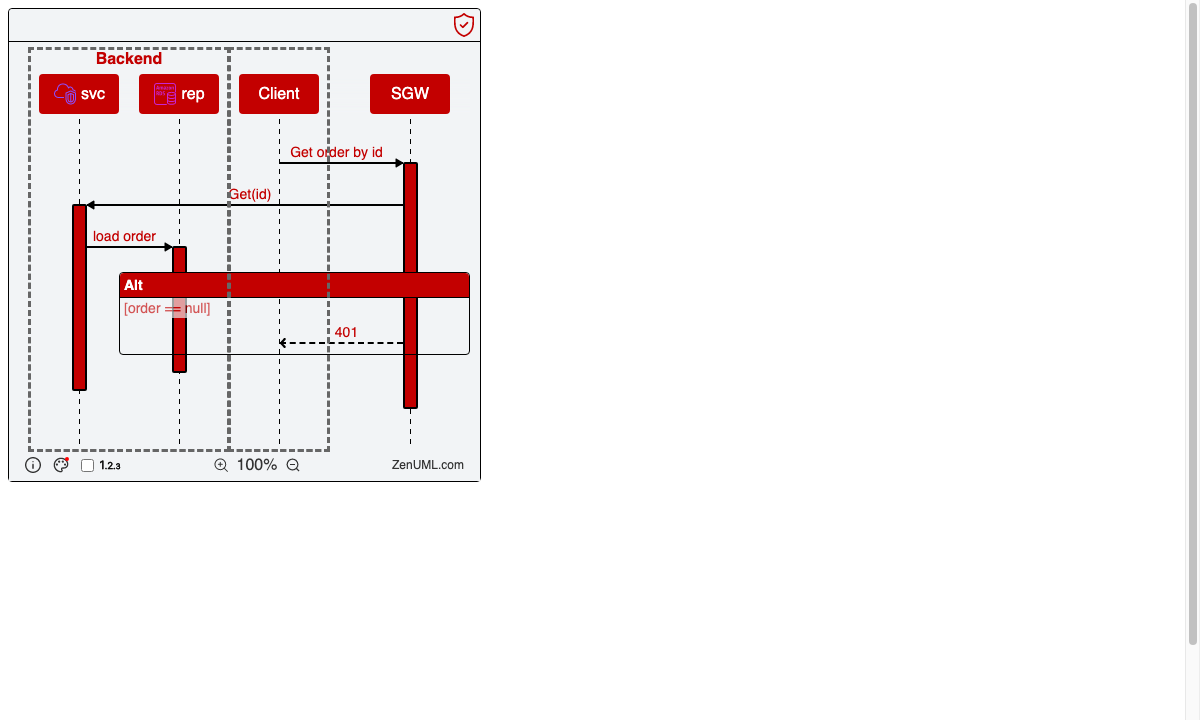 Backend
svc
rep
Client
SGW
Get order by id
Get(id)
load order
Alt
[order == null]
401
1.2.3
100%
ZenUML.com